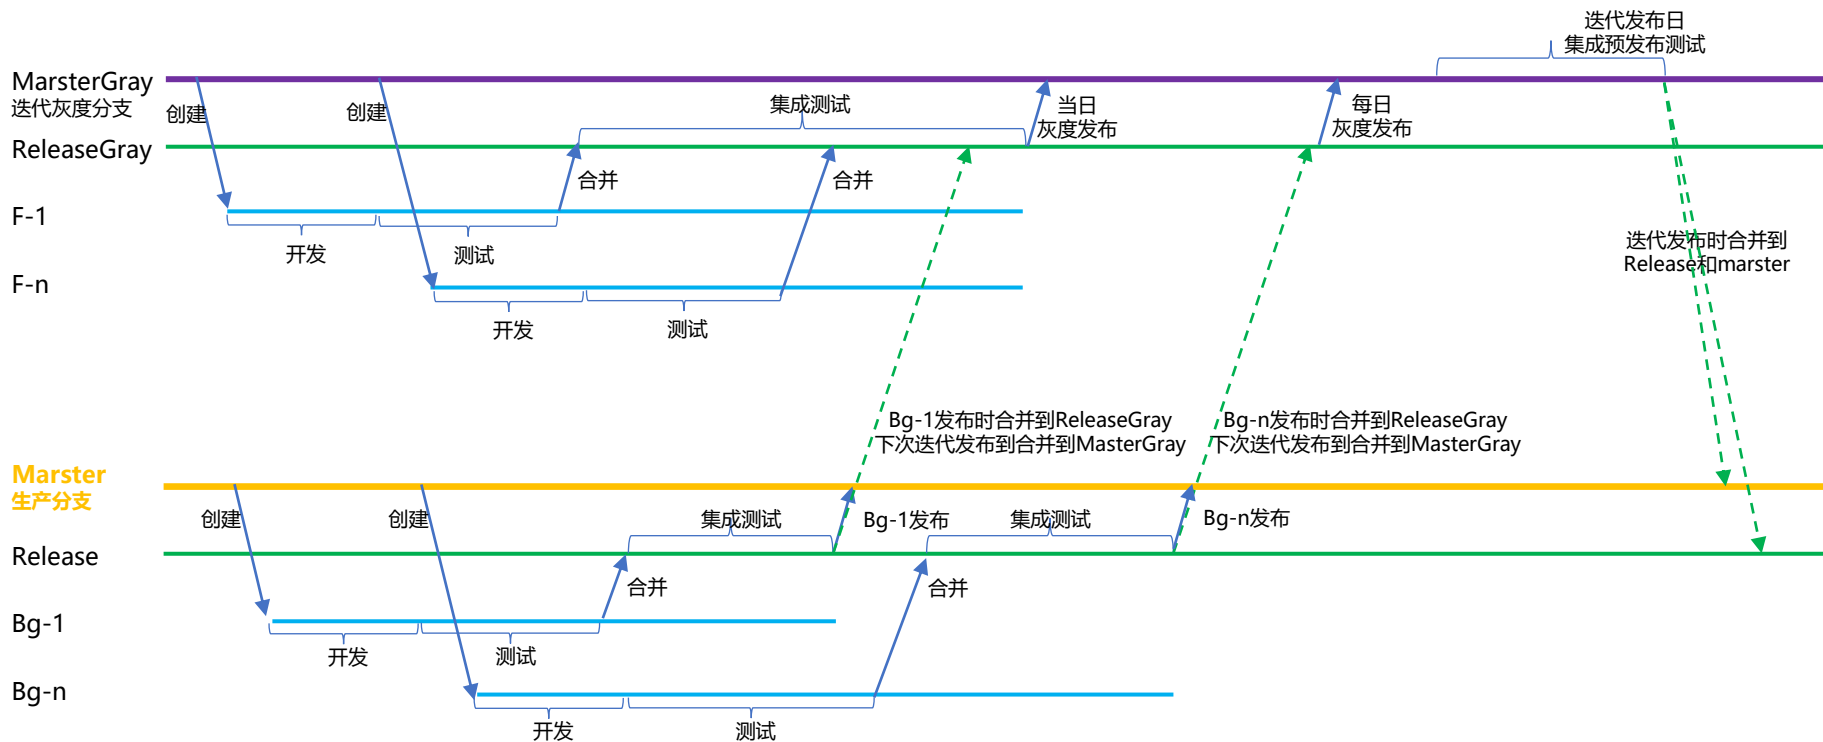 迭代发布日
集成预发布测试
MarsterGray
迭代灰度分支
创建
创建
集成测试
当日
灰度发布
每日
灰度发布
ReleaseGray
合并
合并
F-1
开发
测试
迭代发布时合并到
Release和marster
F-n
开发
测试
Bg-1发布时合并到ReleaseGray
下次迭代发布到合并到MasterGray
Bg-n发布时合并到ReleaseGray
下次迭代发布到合并到MasterGray
Marster
生产分支
创建
创建
集成测试
Bg-1发布
集成测试
Bg-n发布
Release
合并
合并
Bg-1
开发
测试
Bg-n
开发
测试